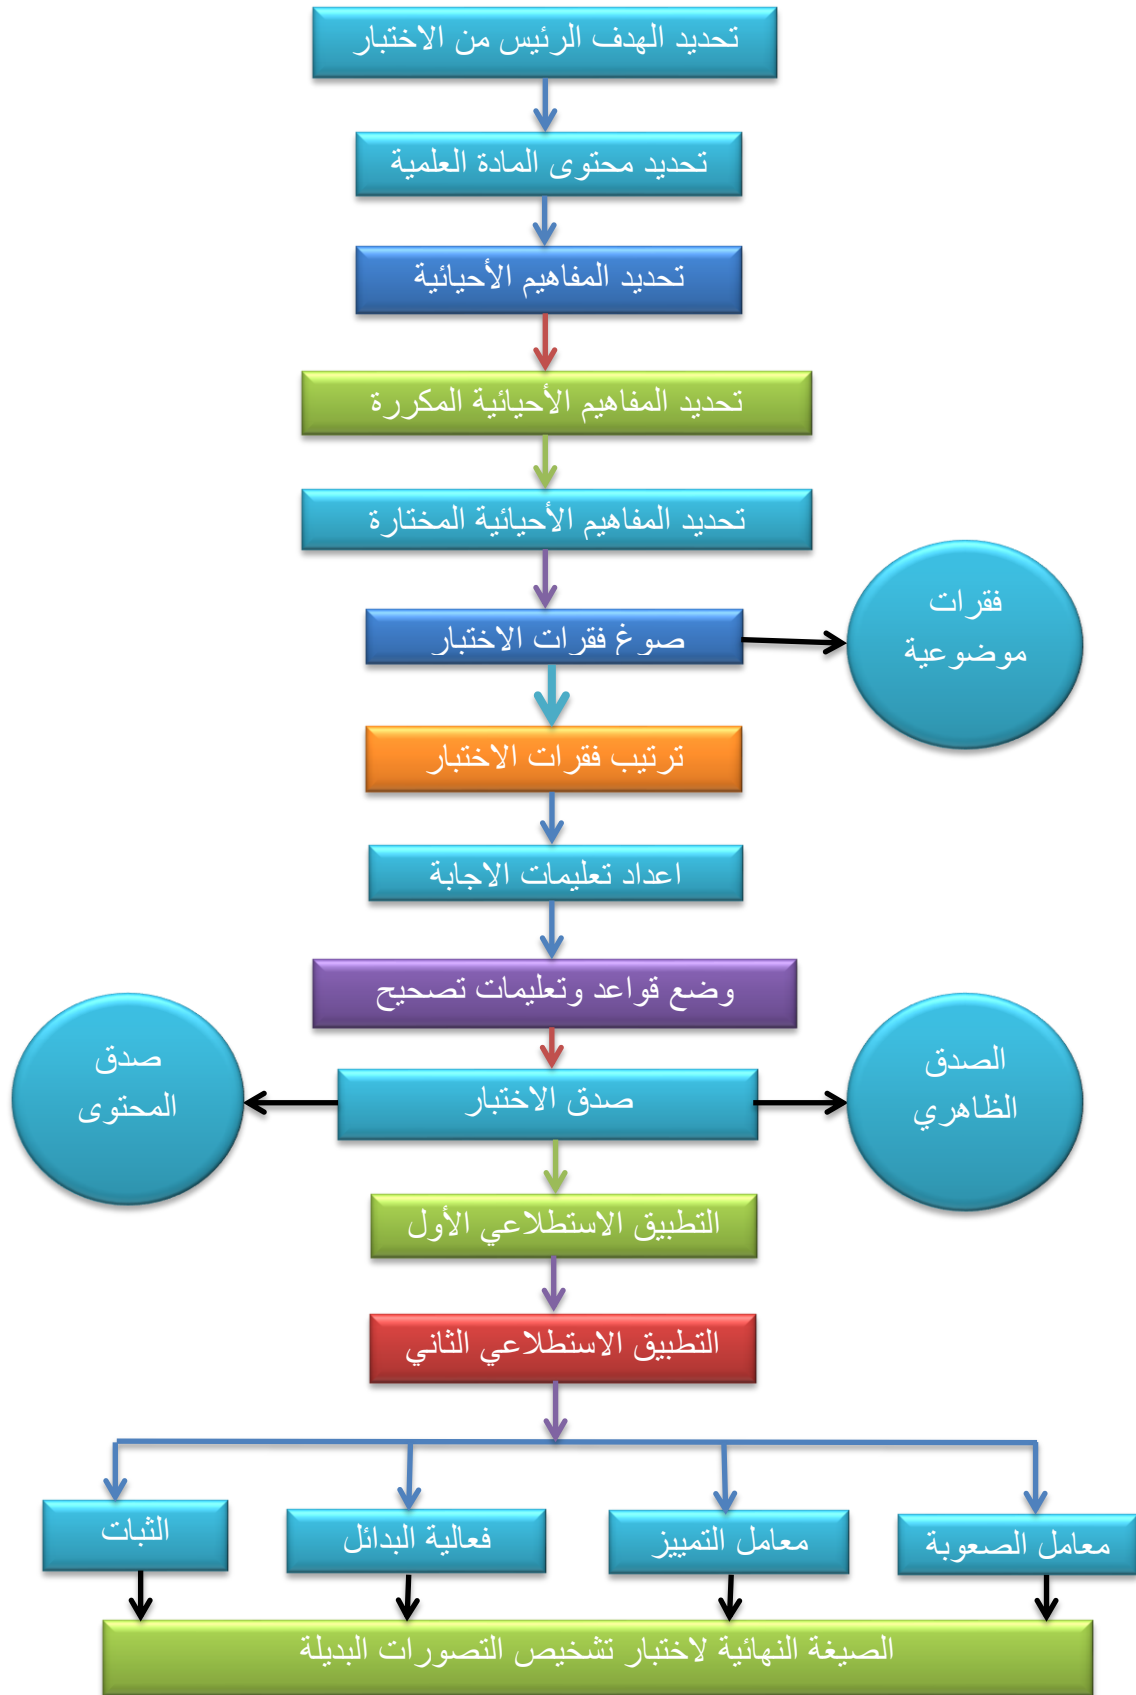 تحديد الهدف الرئيس من الاختبار
تحديد محتوى المادة العلمية
تحديد المفاهيم الأحيائية
تحديد المفاهيم الأحيائية المكررة
تحديد المفاهيم الأحيائية المختارة
صوغ فقرات الاختبار
فقرات
موضوعية
ترتيب فقرات الاختبار
اعداد تعليمات الاجابة
وضع قواعد وتعليمات تصحيح
صدق الاختبار
الصدق
الظاهري
صدق
المحتوى
التطبيق الاستطلاعي الأول
التطبيق الاستطلاعي الثاني
معامل الصعوبة
معامل التمييز
فعالية البدائل
الثبات
الصيغة النهائية لاختبار تشخيص التصورات البديلة